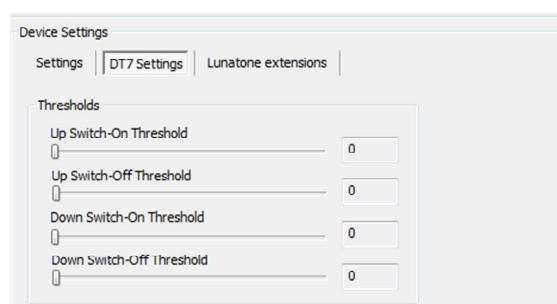 Device Settings
Settings DT7 Settings Lunatone extensions
Thresholds
Up Switch-On Threshold
0
Up Switch-Off Threshold
0
Down Switch-On Threshold
0
Down Switch-Off Threshold
0